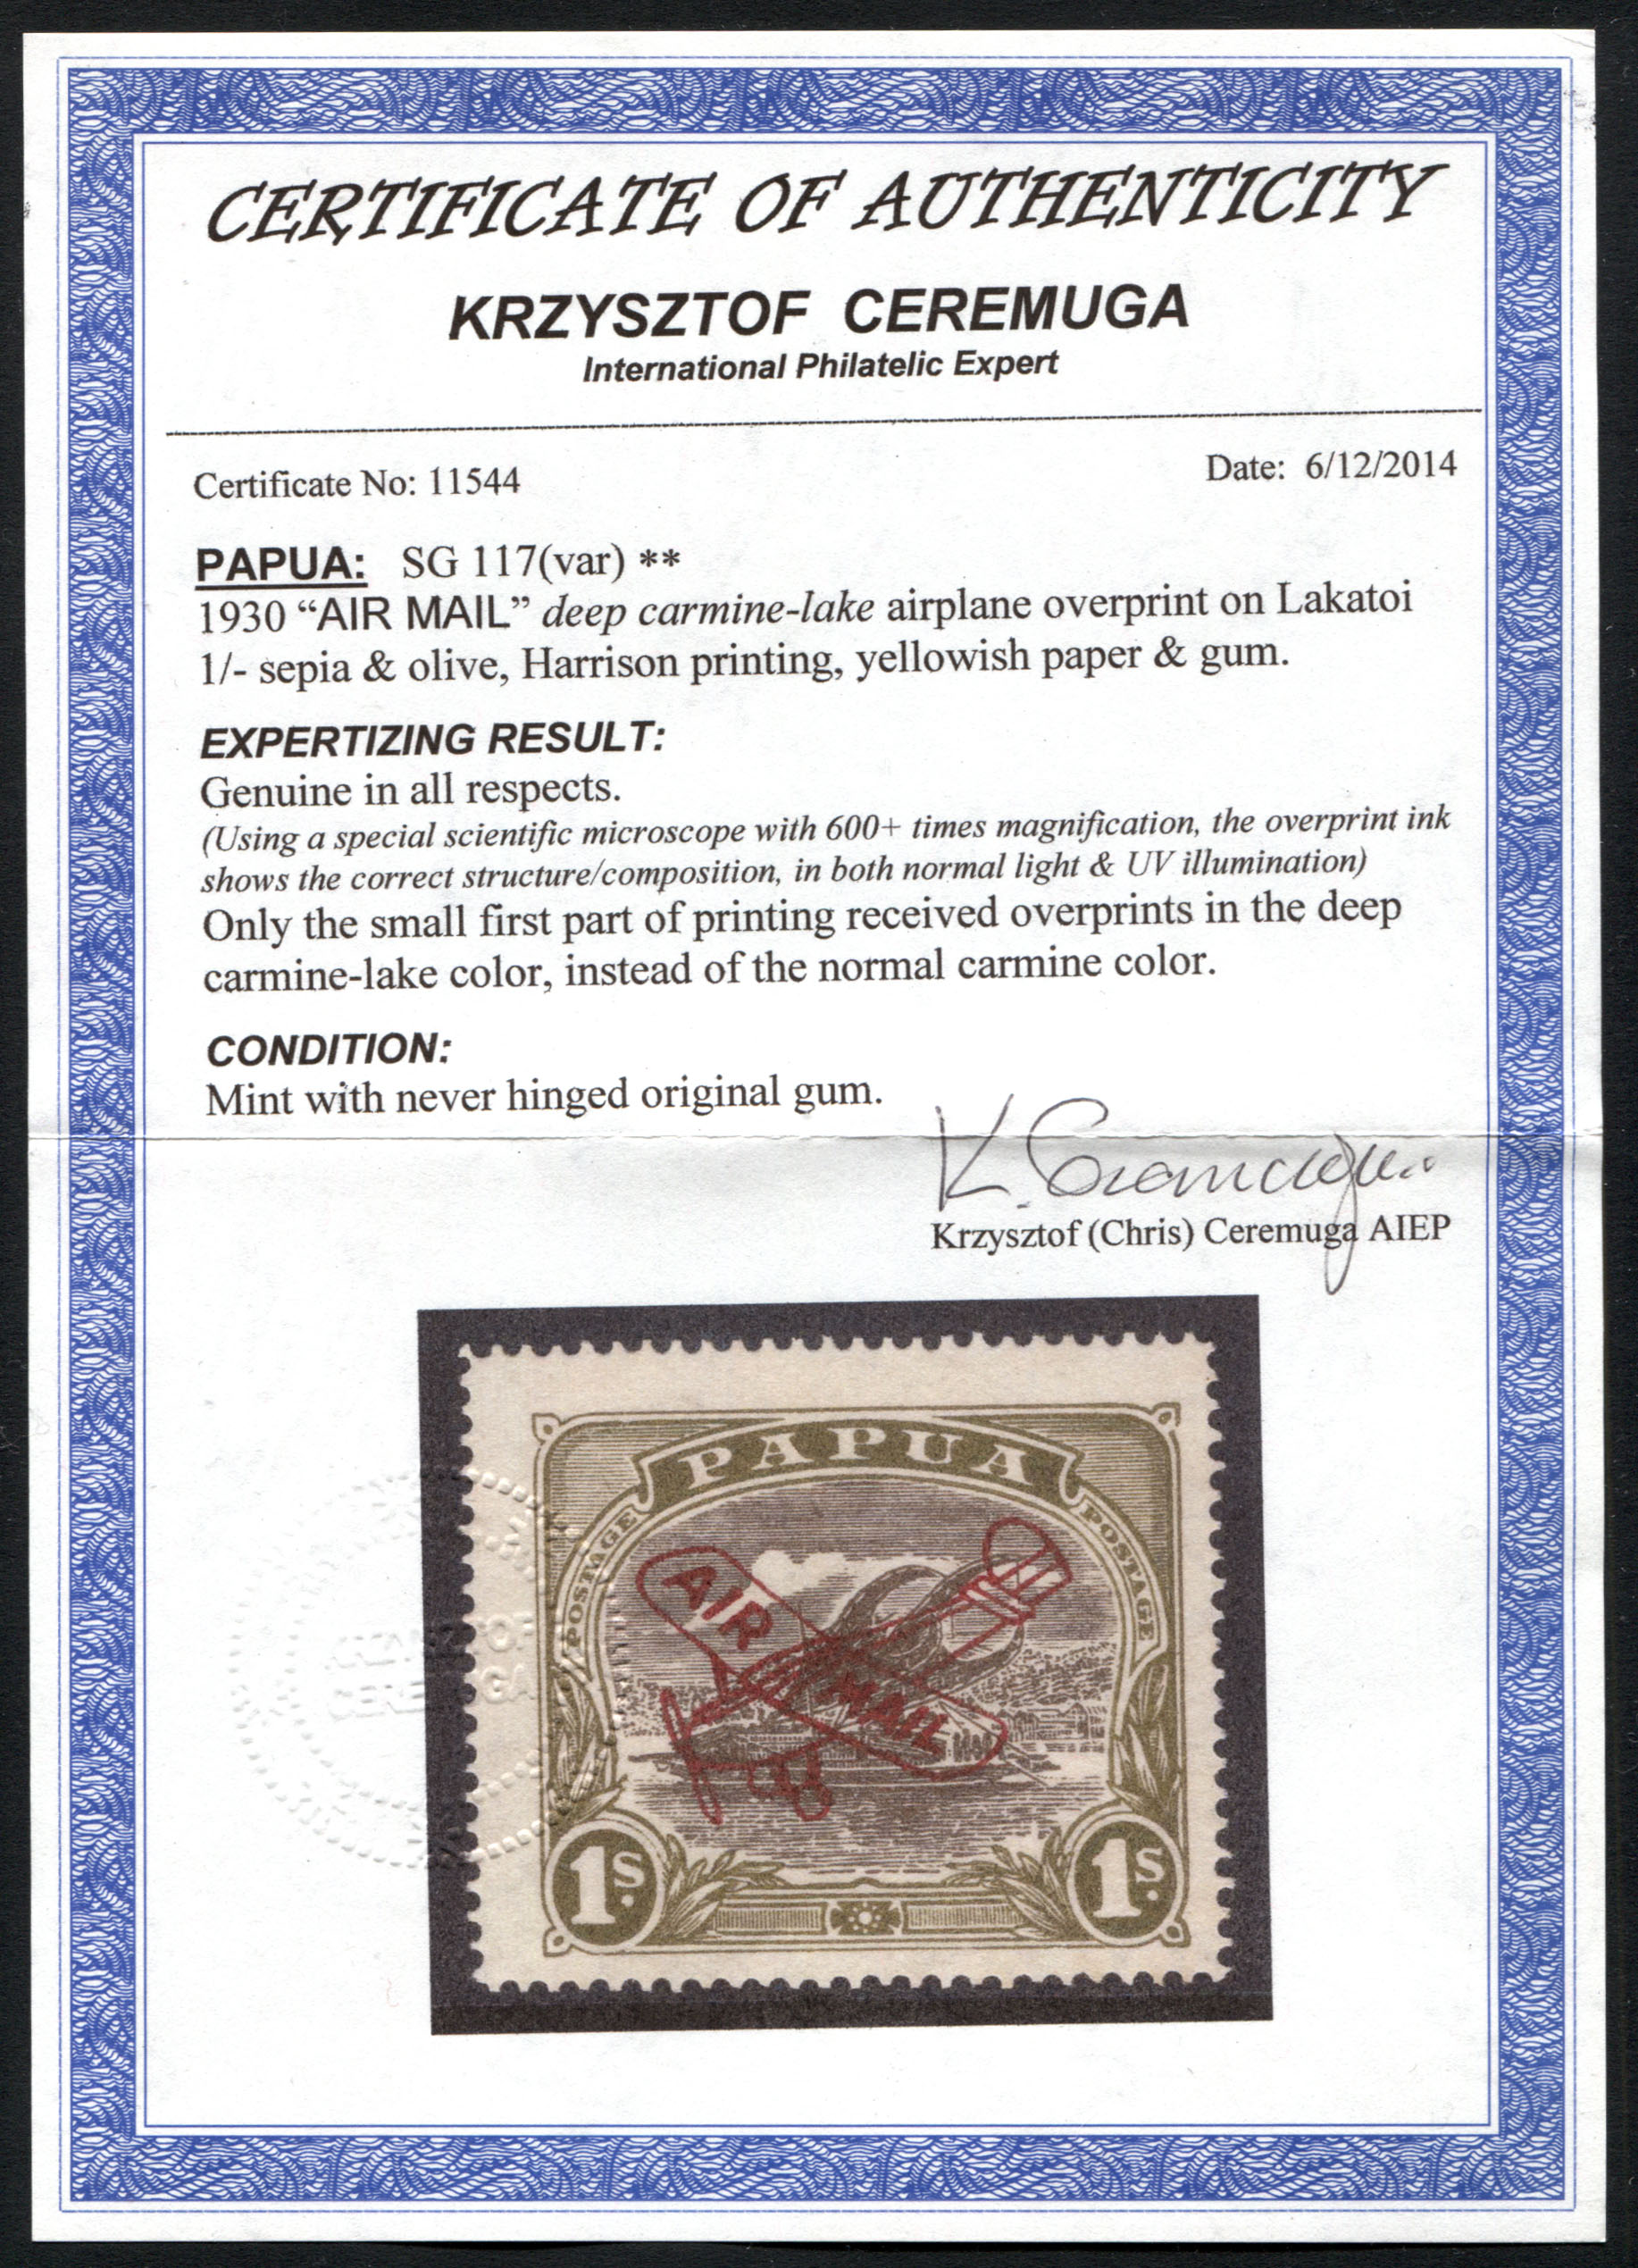 CERTIFICATE OF AUTHENTICITY
KRZYSZTOF CEREMUGA
International Philatelic Expert
Certificate No: 11544
Date: 6/12/2014
PAPUA: SG 117(var) **
1930 “AIR MAIL” deep carmine-lake airplane overprint on Lakatoi
1/- sepia & olive, Harrison printing, yellowish paper & gum.
EXPERTIZING RESULT:
Genuine in all respects.
(Using a special scientific microscope with 600+ times magnification, the overprint ink
shows the correct structure/composition, in both normal light & UV illumination)
Only the small first part of printing received overprints in the deep
carmine-lake color, instead of the normal carmine color.
CONDITION:
Mint with never hinged original gum.
K. Ceremuga
Krzysztof (Chris) Ceremuga AIEP
PAPUA
POSTAGE
POSTAGE
AIR MAIL
1s.
1s.